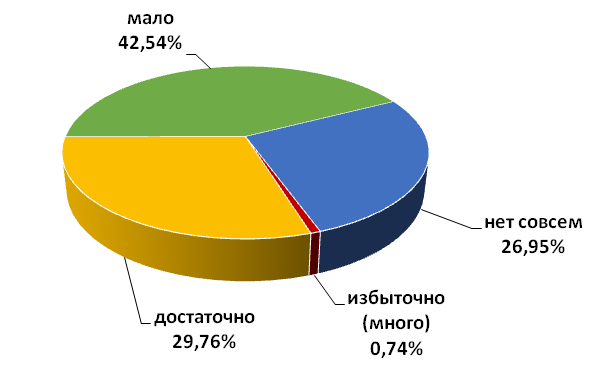 мало
42,54%
нет совсем
26,95%
избыточно
(много)
0,74%
достаточно
29,76%